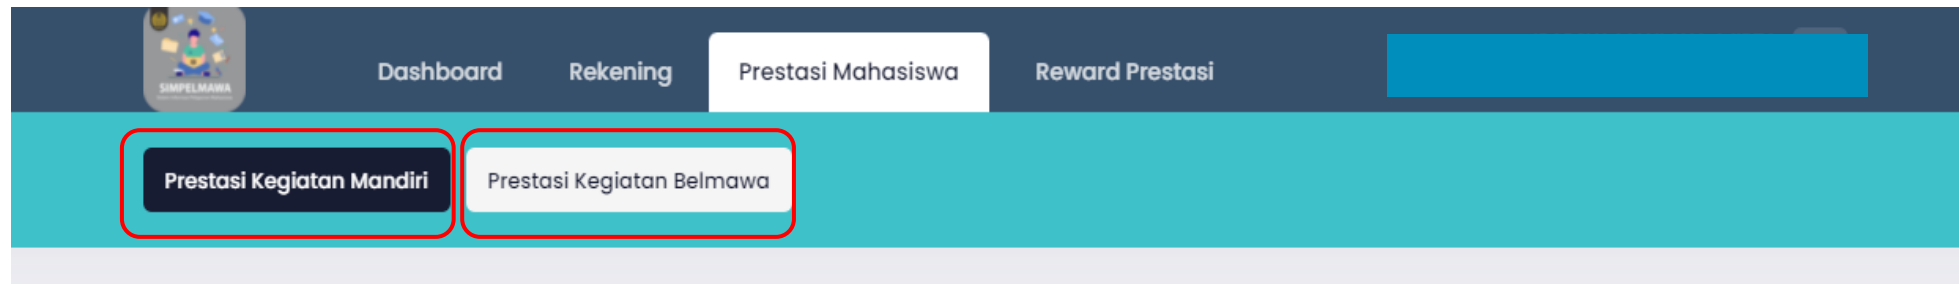 SIMPELMAWA
Dashboard Rekening Prestasi Mahasiswa Reward Prestasi
Prestasi Kegiatan Mandiri Prestasi Kegiatan Belmawa